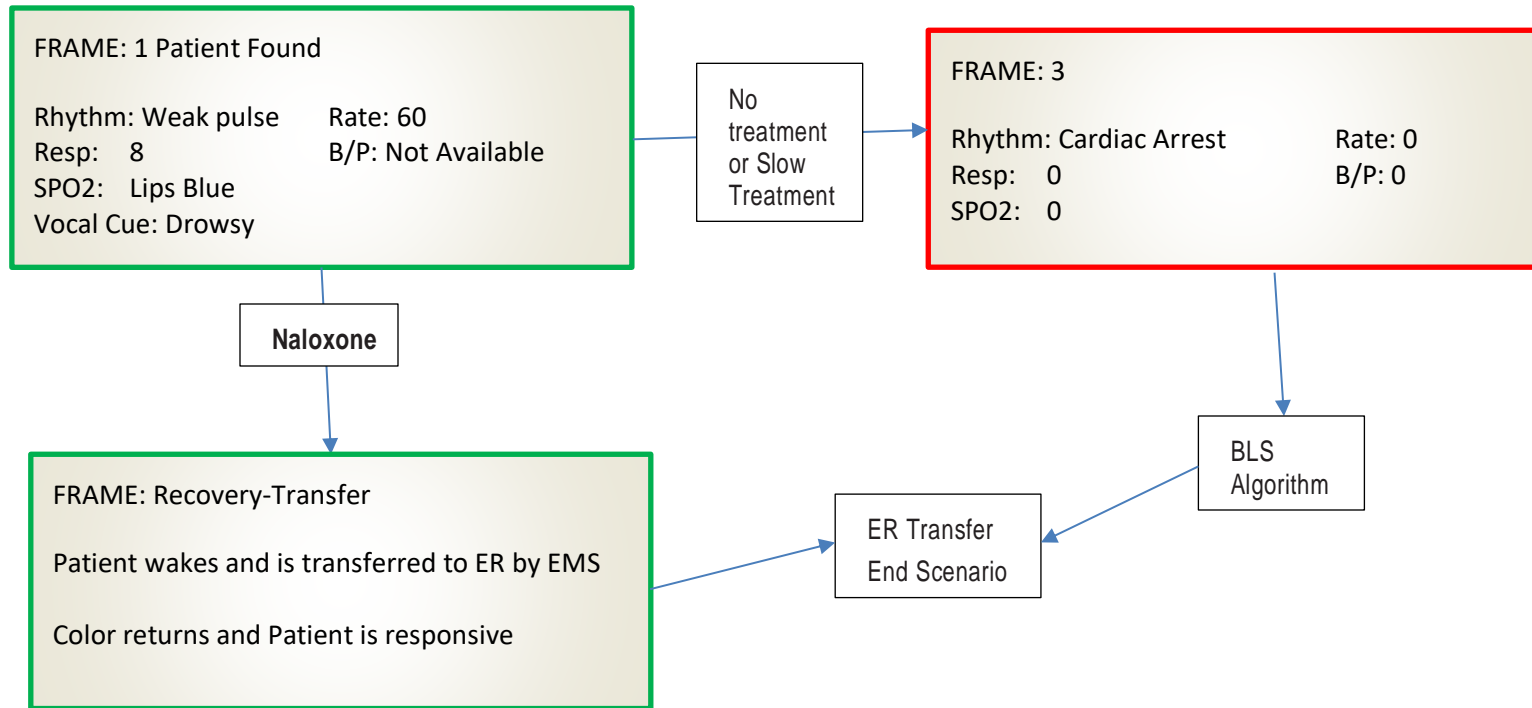 FRAME: 1 Patient Found
Rhythm: Weak pulse Rate: 60
Resp: 8 B/P: Not Available
SPO2: Lips Blue
Vocal Cue: Drowsy
No
treatment
or Slow
Treatment
FRAME: 3
Rhythm: Cardiac Arrest Rate: 0
Resp: 0 B/P: 0
SPO2: 0
Naloxone
FRAME: Recovery-Transfer
Patient wakes and is transferred to ER by EMS
Color returns and Patient is responsive
ER Transfer
End Scenario
BLS
Algorithm